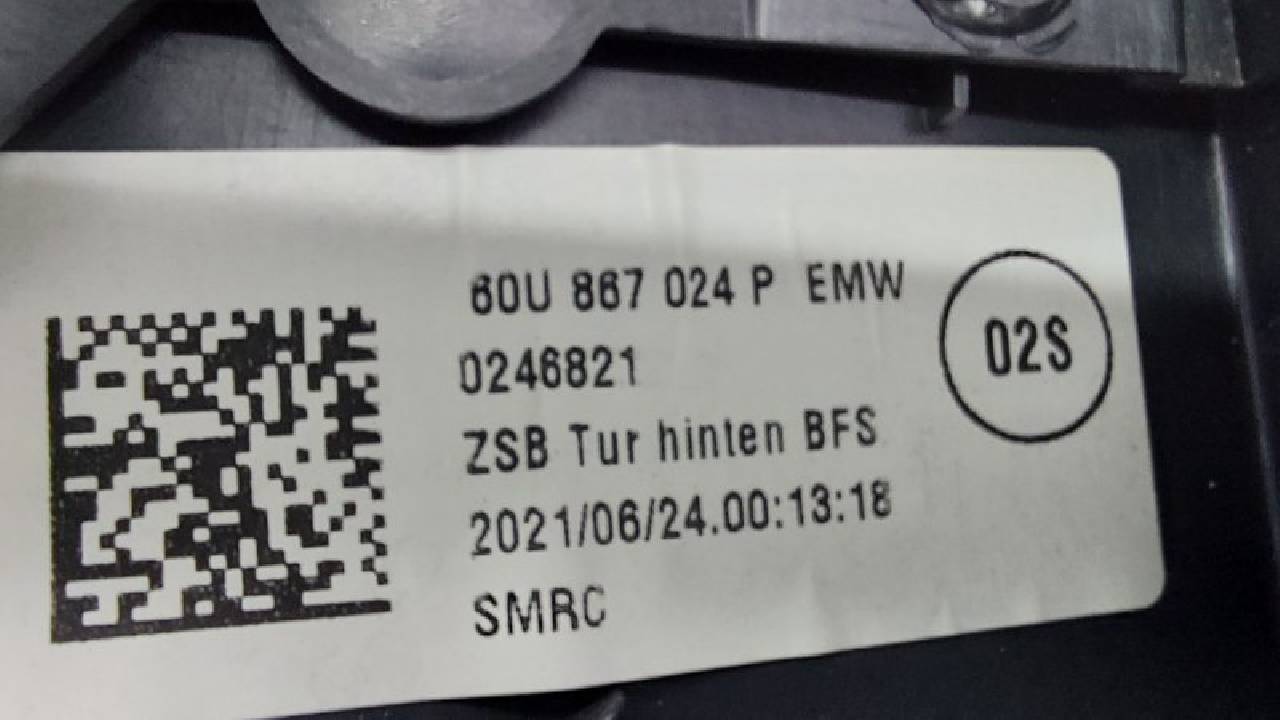 60U 867 024 P EMW
02S
0246821
ZSB Tur hinten BFS
2021/06/24.00:13:18
SMRC